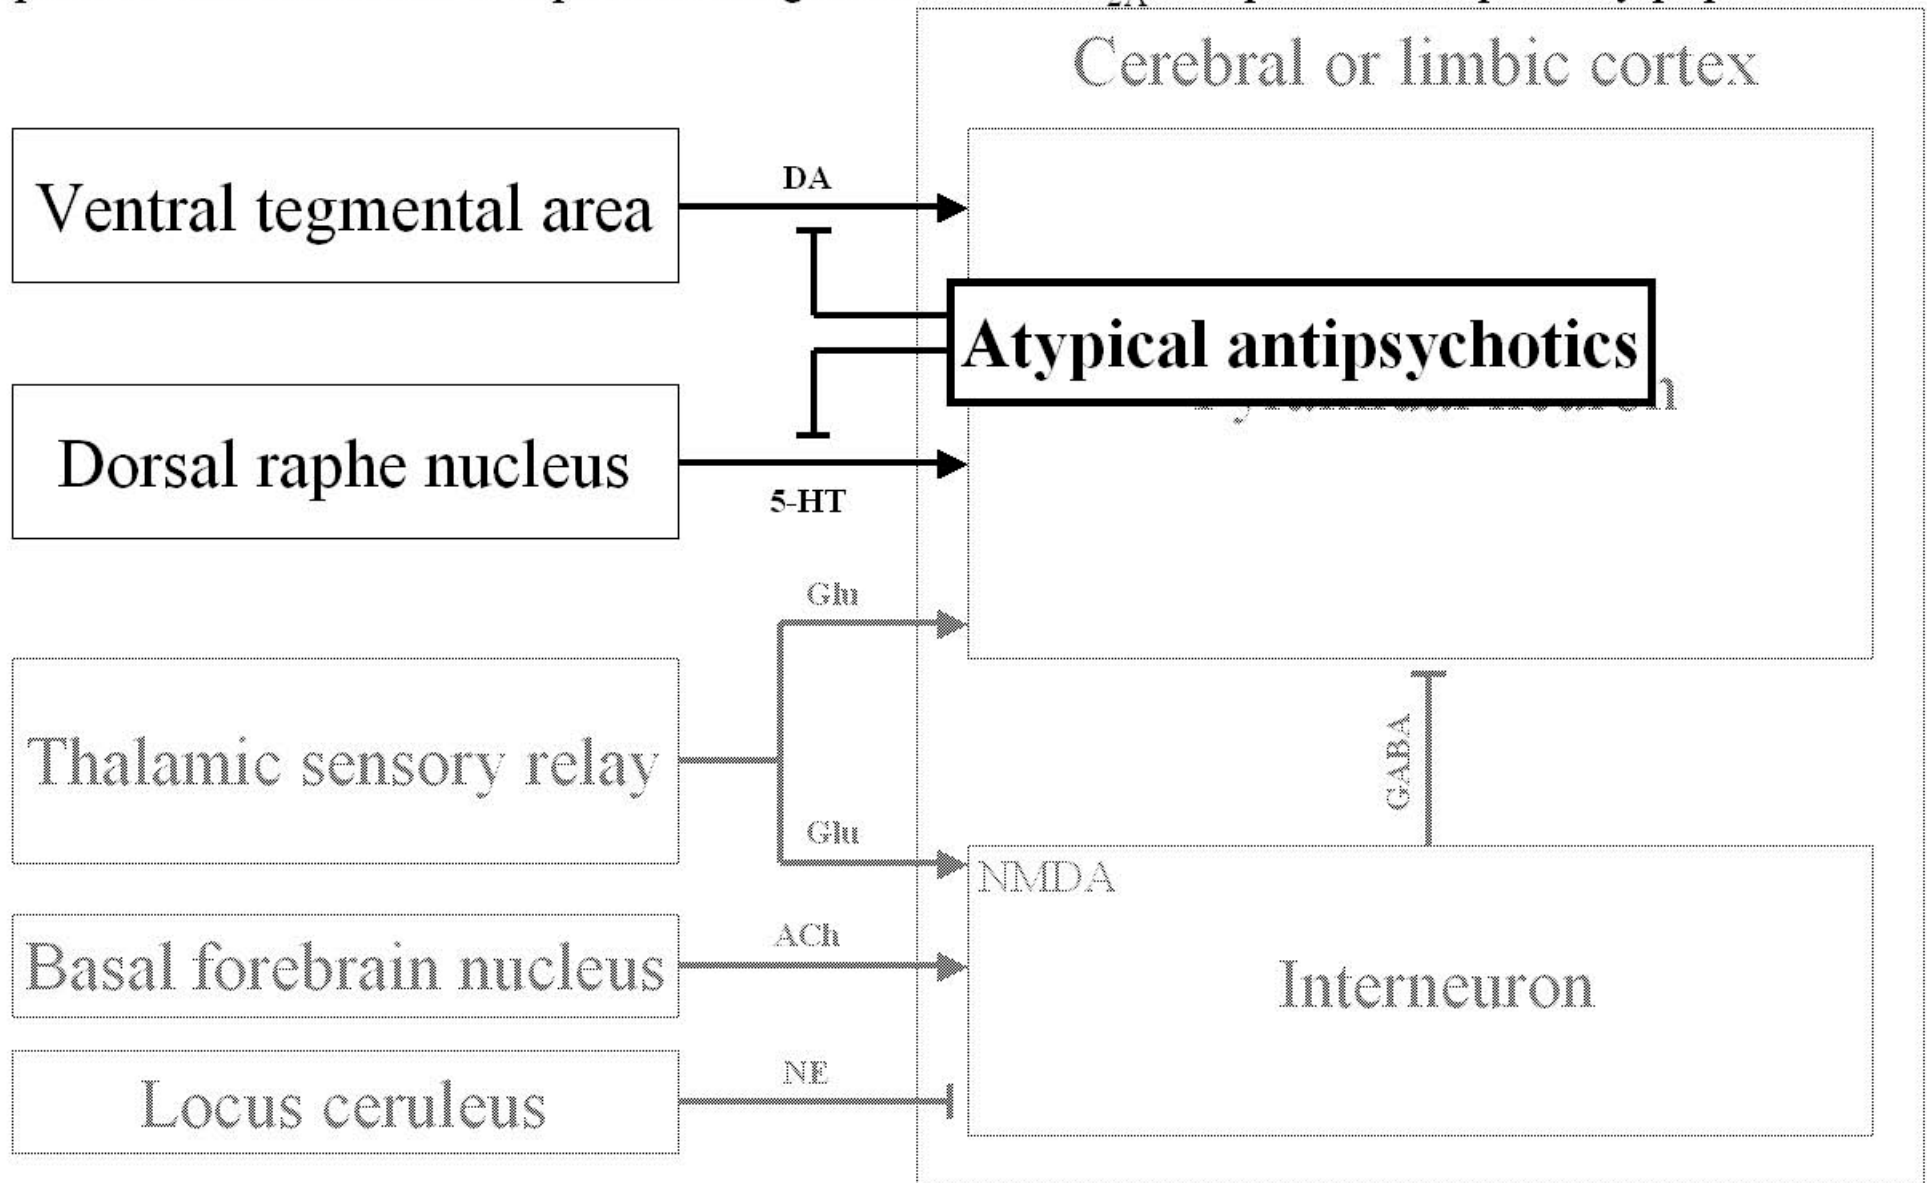 2A
Cerebral or limbic cortex
Ventral tegmental area
DA
Atypical antipsychotics
Dorsal raphe nucleus
5-HT
Glu
Thalamic sensory relay
GABA
Glu
NMDA
Basal forebrain nucleus
ACh
Interneuron
Locus ceruleus
NE